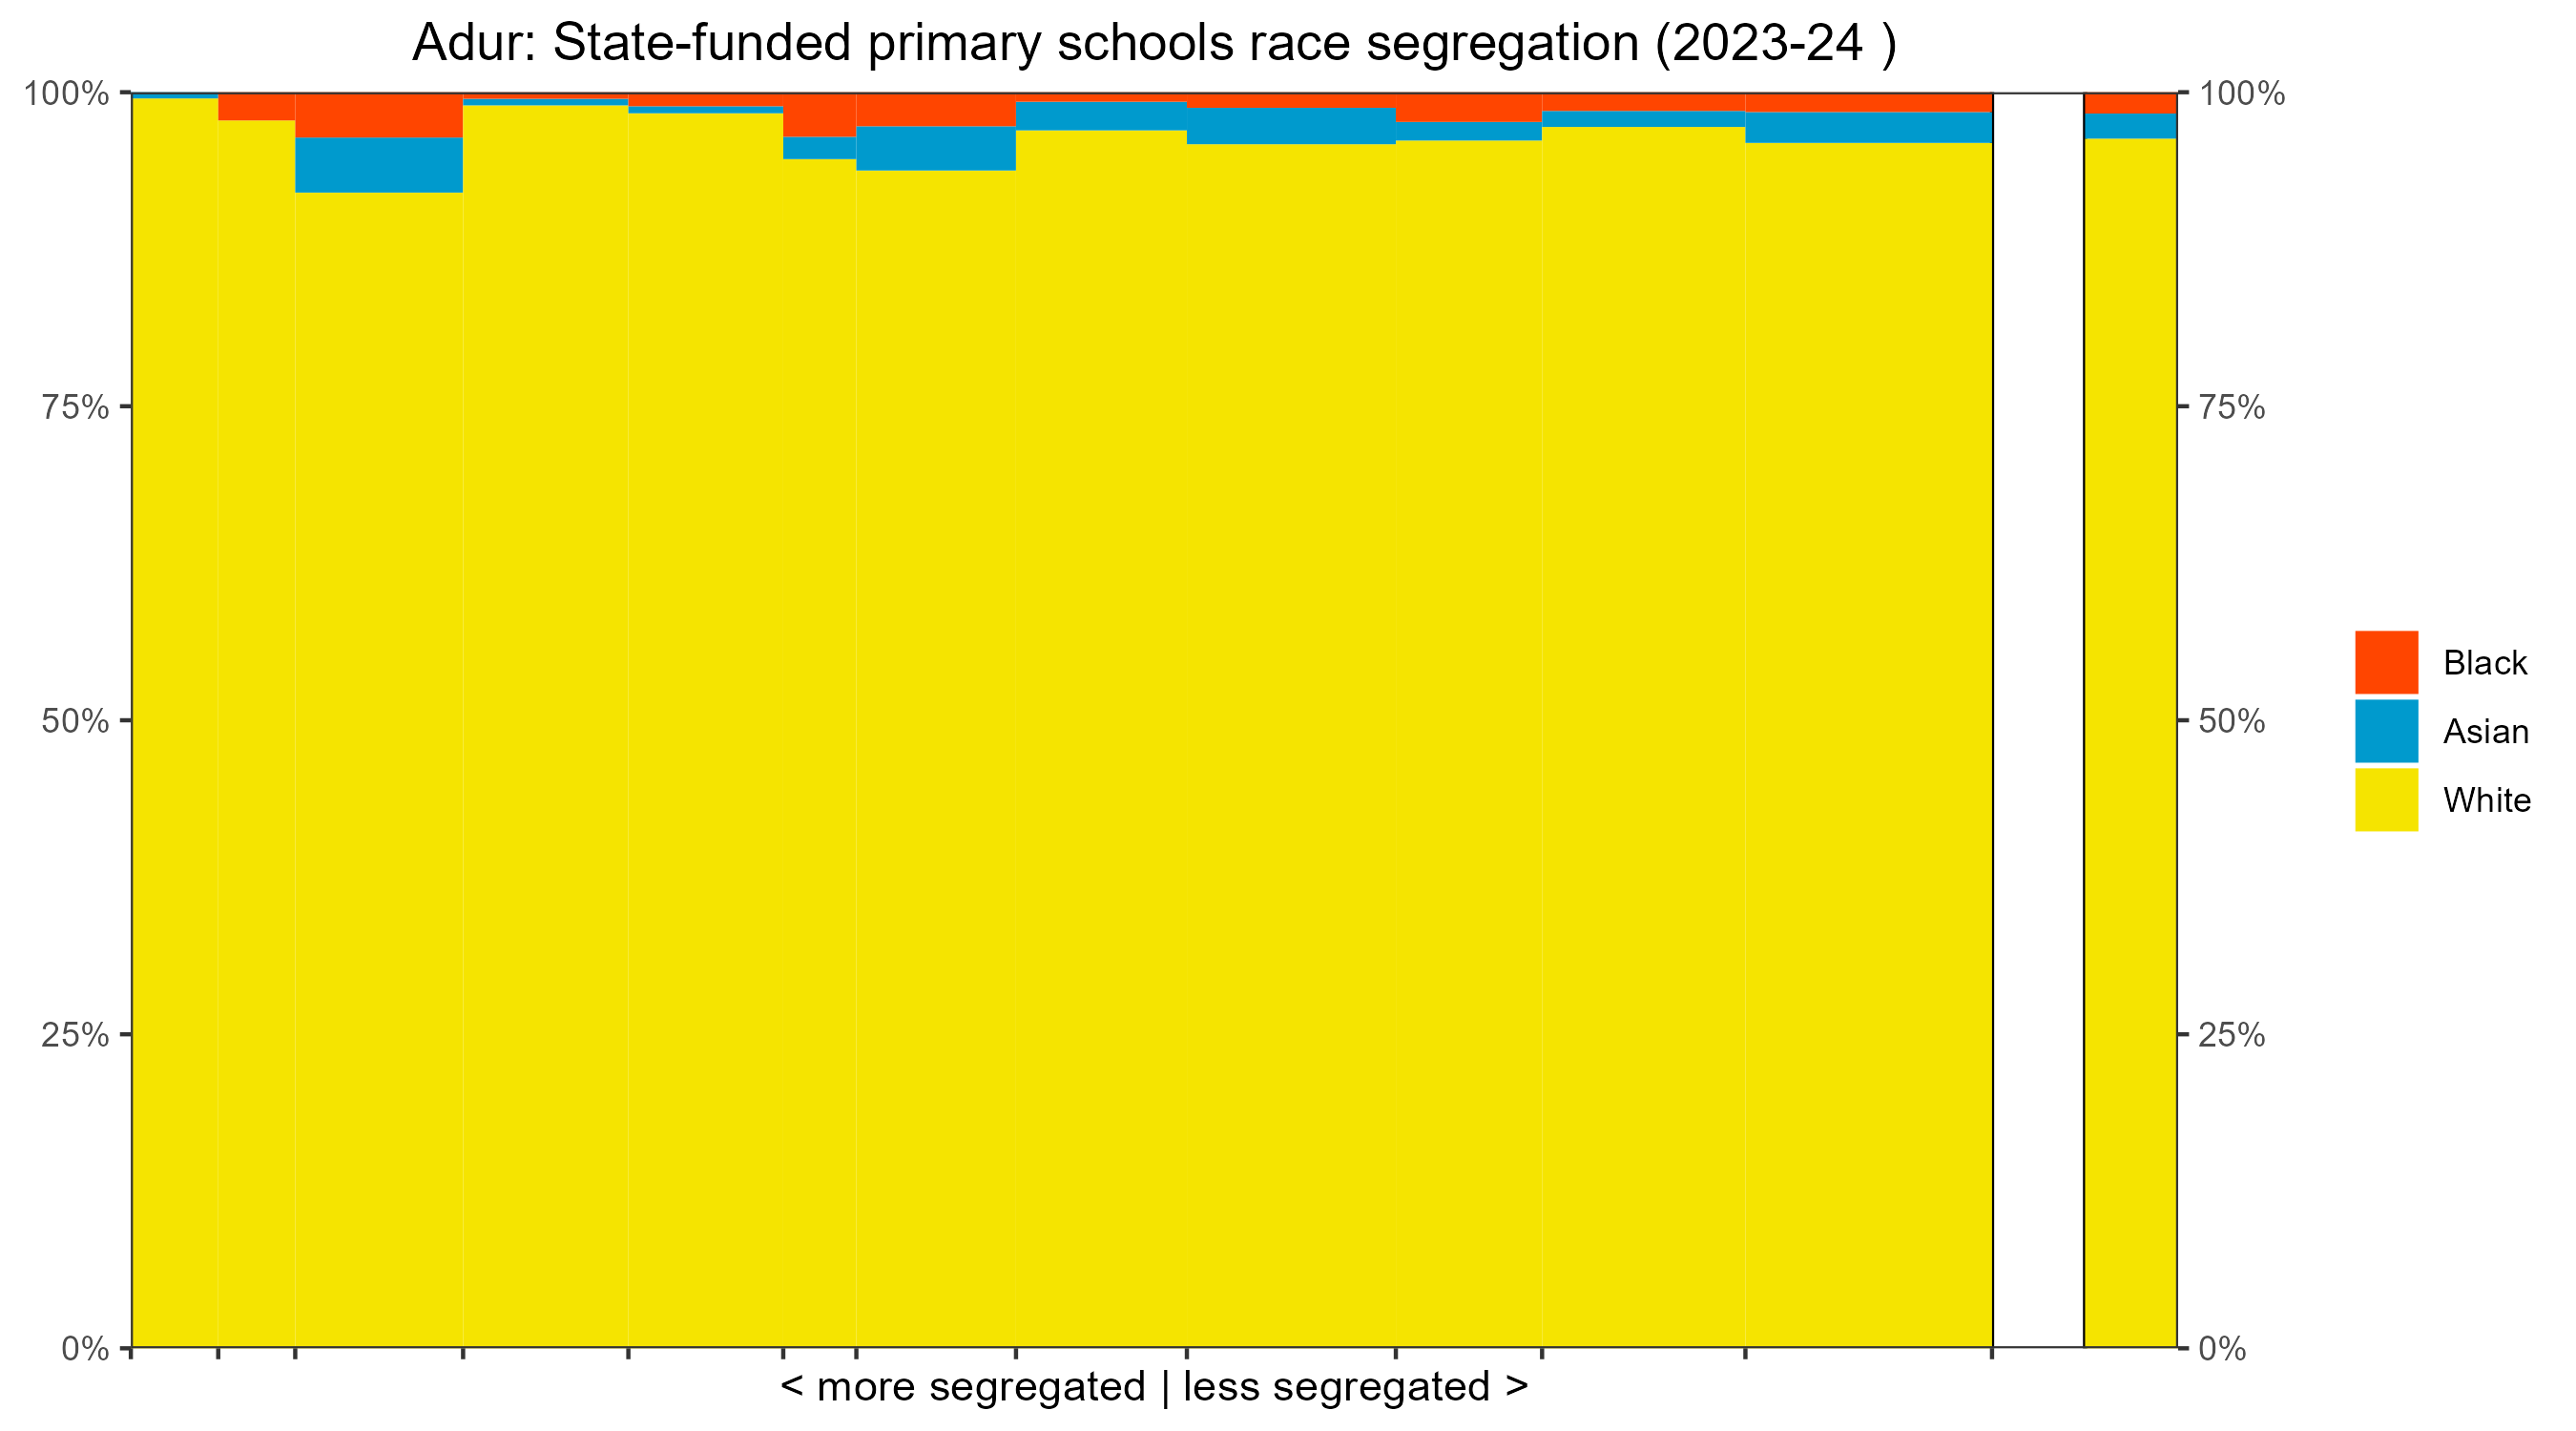 Adur: State-funded primary schools race segregation (2023-24 )
100%
75%
50%
25%
0%
100%
75%
50%
25%
0%
Black
Asian
White
< more segregated | less segregated >